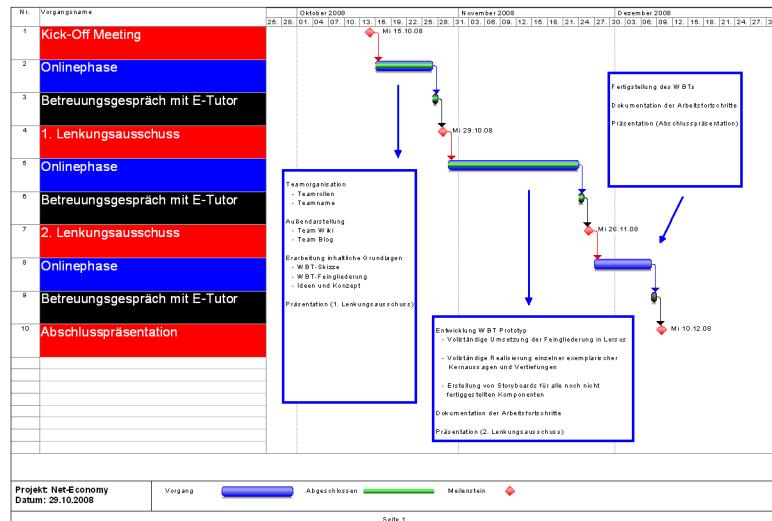 Nr. Vorgangsname
Oktober 2008 November 2008 Dezember 2008
25. 28. 01. 04. 07. 10. 13. 16. 19. 22. 25. 28. 31. 03. 06. 09. 12. 15. 18. 21. 24. 27. 30. 03. 06. 09. 12. 15. 18. 21. 24. 27. 30.
1 Kick-Off Meeting
Mi 15.10.08
2 Onlinephase
3 Betreuungsgespräch mit E-Tutor
4 1. Lenkungsausschuss
Mi 29.10.08
5 Onlinephase
6 Betreuungsgespräch mit E-Tutor
7 2. Lenkungsausschuss
Mi 26.11.08
8 Onlinephase
9 Betreuungsgespräch mit E-Tutor
10 Abschlusspräsentation
Mi 10.12.08
Fertigstellung des WBTs
Dokumentation der Arbeitsfortschritte
Präsentation (Abschlusspräsentation)
Teamorganisation
- Teamrollen
- Teamname
Außendarstellung
- Team Wiki
- Team Blog
Erarbeitung inhaltliche Grundlagen
- WBT-Skizze
- WBT-Feingliederung
- Ideen und Konzept
Präsentation (1. Lenkungsausschuss)
Entwicklung WBT Prototyp
- Vollständige Umsetzung der Feingliederung in Lersus
- Vollständige Realisierung einzelner exemplarischer
Kernaussagen und Vertiefungen
- Erstellung von Storyboards für alle noch nicht
fertiggestellten Komponenten
Dokumentation der Arbeitsfortschritte
Präsentation (2. Lenkungsausschuss)
Projekt: Net-Economy
Datum: 29.10.2008
Vorgang Abgeschlossen Meilenstein
Seite 1